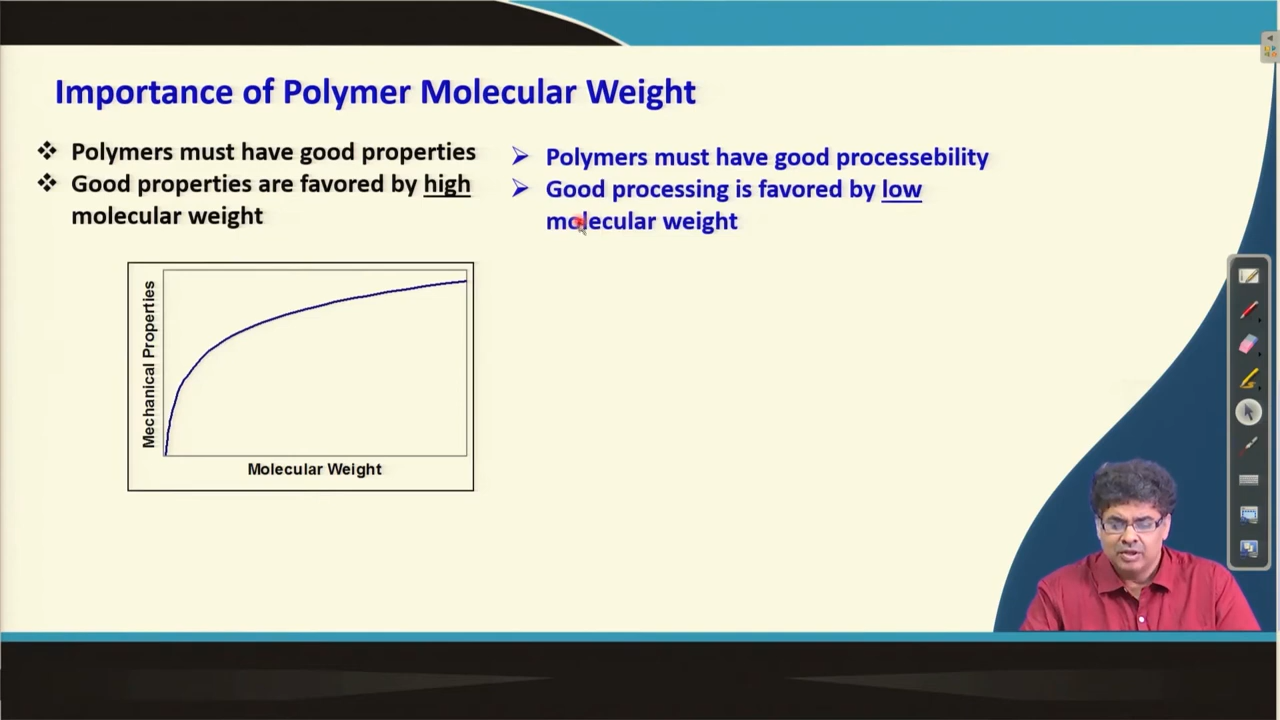 Importance of Polymer Molecular Weight
Polymers must have good properties
Good properties are favored by high
molecular weight
Polymers must have good processebility
Good processing is favored by low
molecular weight
Mechanical Properties
Molecular Weight